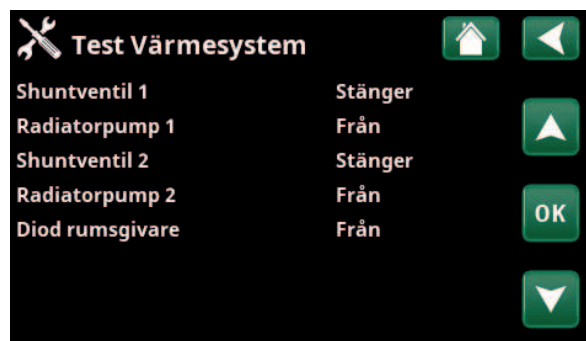 Test Värmesystem
Shuntventil 1 Stänger
Radiatorpump 1 Från
Shuntventil 2 Stänger
Radiatorpump 2 Från
Diod rumsgivare Från
OK